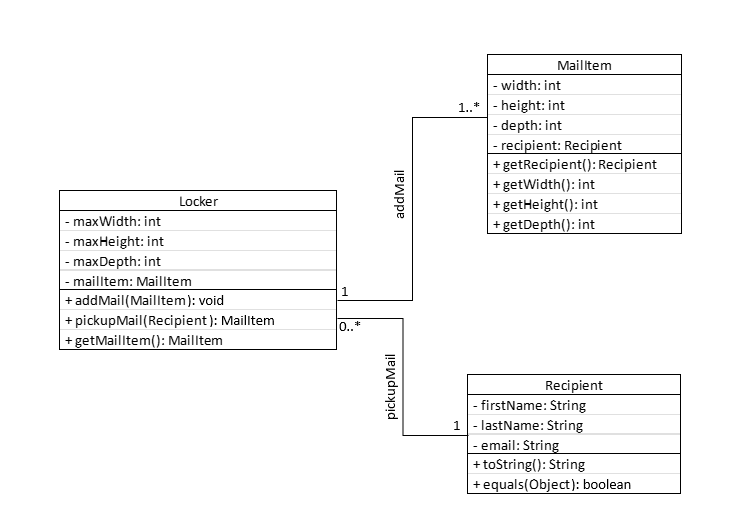 MailItem
- width: int
- height: int
- depth: int
- recipient: Recipient
+ getRecipient(): Recipient
+ getWidth(): int
+ getHeight(): int
+ getDepth(): int
1..*
addMail
Locker
- maxWidth: int
- maxHeight: int
- maxDepth: int
- mailItem: MailItem
+ addMail(MailItem): void
+ pickupMail(Recipient): MailItem
+ getMailItem(): MailItem
1
0..*
pickupMail
1
Recipient
- firstName: String
- lastName: String
- email: String
+ toString(): String
+ equals(Object): boolean